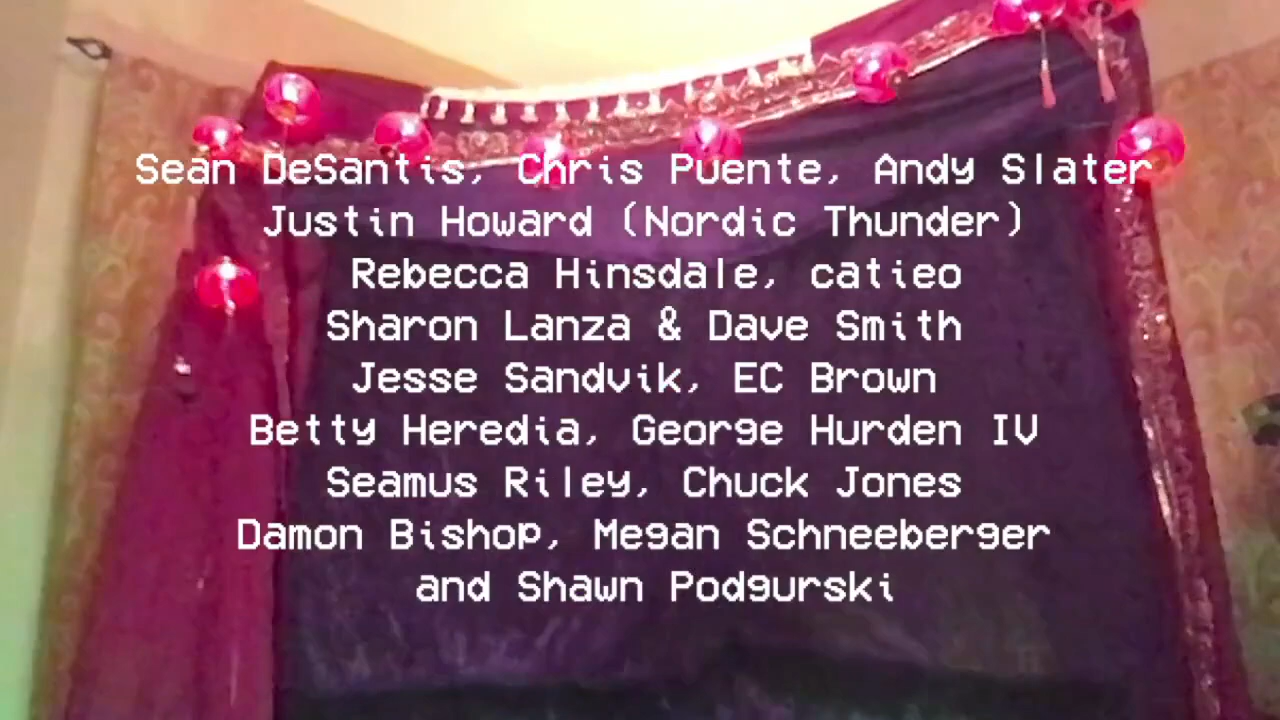 Sean DeSantis, Chris Puente, Andy Slater
Justin Howard (Nordic Thunder)
Rebecca Hinsdale, catieo
Sharon Lanza & Dave Smith
Jesse Sandvik, EC Brown
Betty Heredia, George Hurden IV
Seamus Riley, Chuck Jones
Damon Bishop, Megan Schneeberger
and Shawn Podgurski